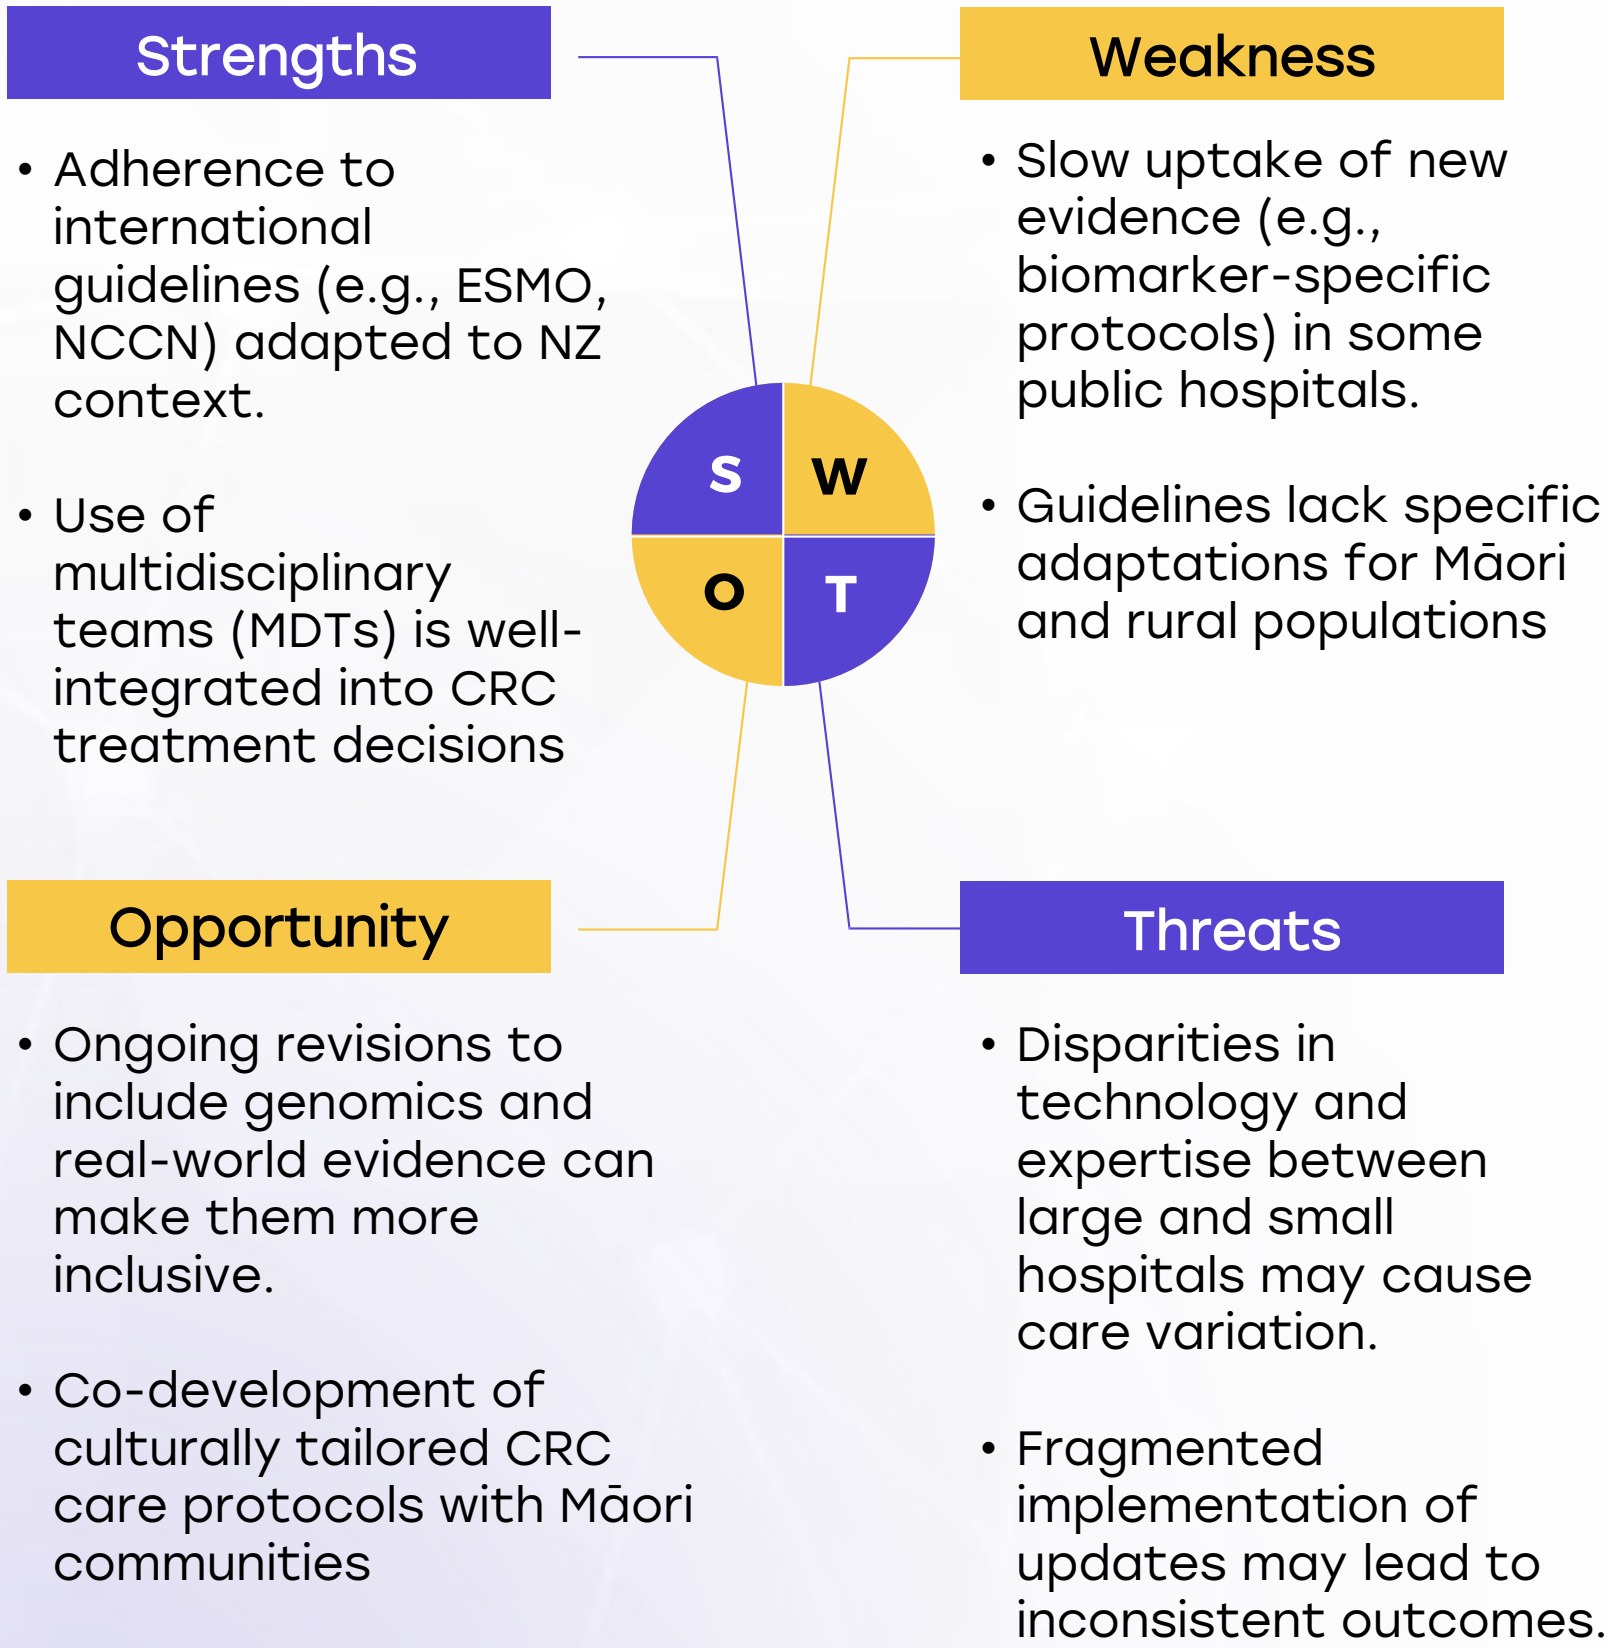 Strengths
• Adherence to
international
guidelines (e.g., ESMO,
NCCN) adapted to NZ
context.
• Use of
multidisciplinary
teams (MDTs) is well-
integrated into CRC
treatment decisions
Weakness
• Slow uptake of new
evidence (e.g.,
biomarker-specific
protocols) in some
public hospitals.
• Guidelines lack specific
adaptations for Māori
and rural populations
S
W
O
T
Opportunity
• Ongoing revisions to
include genomics and
real-world evidence can
make them more
inclusive.
• Co-development of
culturally tailored CRC
care protocols with Māori
communities
Threats
• Disparities in
technology and
expertise between
large and small
hospitals may cause
care variation.
• Fragmented
implementation of
updates may lead to
inconsistent outcomes.